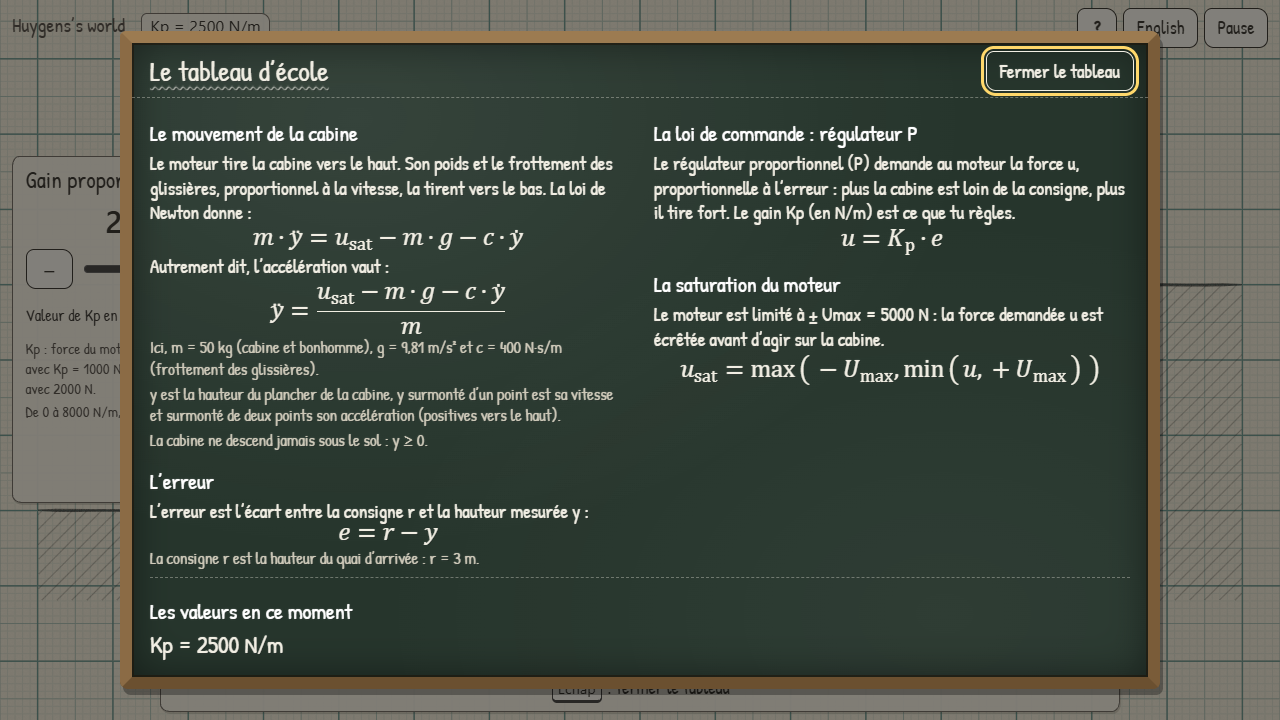 Huygens's world
Kp = 2500 N/m
?
English
Pause
Le tableau d'école
Fermer le tableau
Gain propor
2
–
Valeur de Kp en
Kp : force du mot
avec Kp = 1000 N
avec 2000 N.
De 0 à 8000 N/m,
Le mouvement de la cabine
Le moteur tire la cabine vers le haut. Son poids et le frottement des
glissières, proportionnel à la vitesse, la tirent vers le bas. La loi de
Newton donne :
m · ÿ = u_sat − m · g − c · ẏ
Autrement dit, l'accélération vaut :
ÿ = (u_sat − m · g − c · ẏ) / m
Ici, m = 50 kg (cabine et bonhomme), g = 9,81 m/s² et c = 400 N·s/m
(frottement des glissières).
y est la hauteur du plancher de la cabine, y surmonté d'un point est sa vitesse
et surmonté de deux points son accélération (positives vers le haut).
La cabine ne descend jamais sous le sol : y ≥ 0.
L'erreur
L'erreur est l'écart entre la consigne r et la hauteur mesurée y :
e = r − y
La consigne r est la hauteur du quai d'arrivée : r = 3 m.
La loi de commande : régulateur P
Le régulateur proportionnel (P) demande au moteur la force u,
proportionnelle à l'erreur : plus la cabine est loin de la consigne, plus
il tire fort. Le gain Kp (en N/m) est ce que tu règles.
u = K_p · e
La saturation du moteur
Le moteur est limité à ± Umax = 5000 N : la force demandée u est
écrêtée avant d'agir sur la cabine.
u_sat = max( − U_max, min( u, + U_max ) )
Les valeurs en ce moment
Kp = 2500 N/m
Échap : fermer le tableau